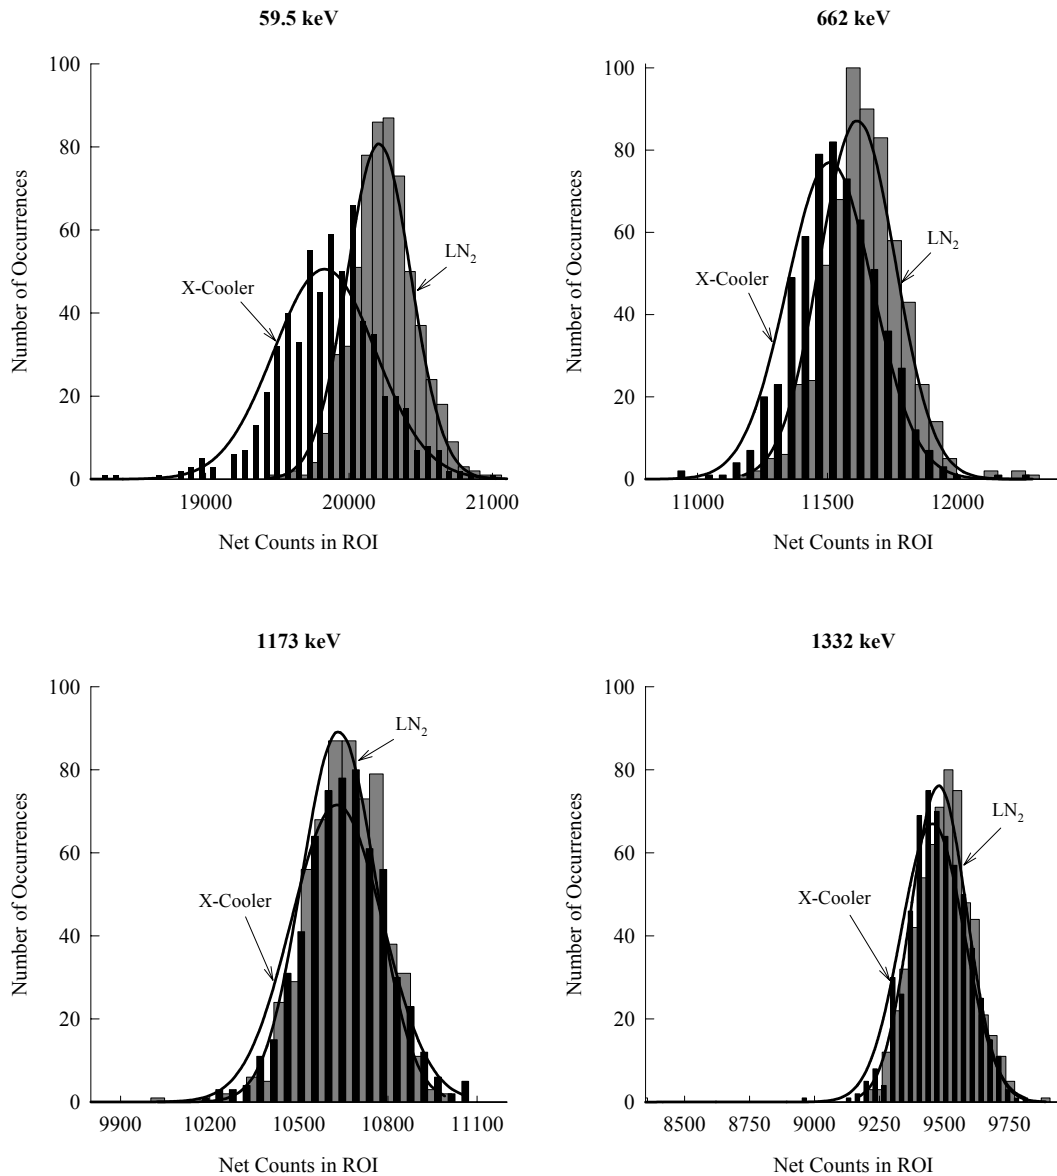 59.5 keV
100
80
60
40
20
0
Number of Occurrences
X-Cooler
LN2
19000 20000 21000
Net Counts in ROI
662 keV
100
80
60
40
20
0
Number of Occurrences
X-Cooler
LN2
11000 11500 12000
Net Counts in ROI
1173 keV
100
80
60
40
20
0
Number of Occurrences
X-Cooler
LN2
9900 10200 10500 10800 11100
Net Counts in ROI
1332 keV
100
80
60
40
20
0
Number of Occurrences
X-Cooler
LN2
8500 8750 9000 9250 9500 9750
Net Counts in ROI